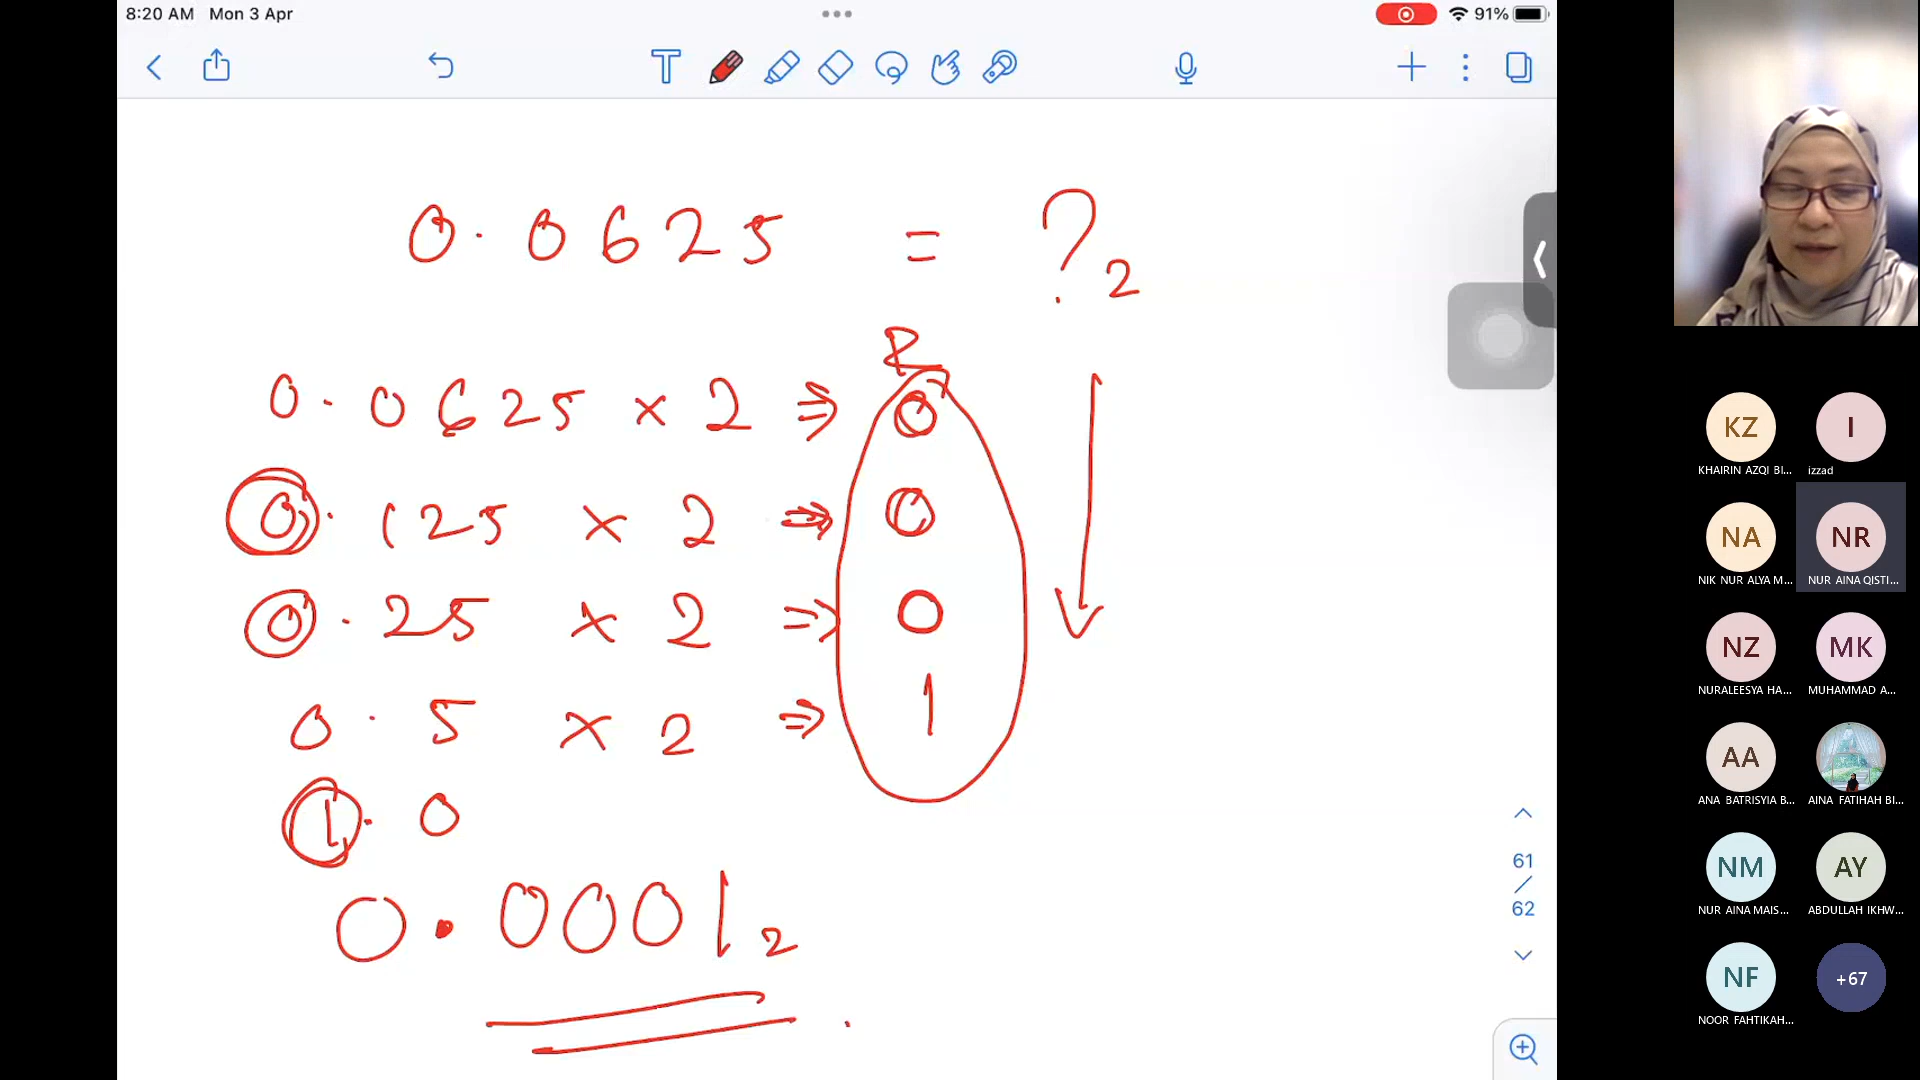 8:20 AM Mon 3 Apr
91%
T
0.0625 = ?2
R
0.0625 × 2 ⇒ 0
0.125 × 2 ⇒ 0
0.25 × 2 ⇒ 0
0.5 × 2 ⇒ 1
1.0
0.00012
61
/
62
KZ
KHAIRIN AZQI BI...
I
izzad
NA
NIK NUR ALYA M...
NR
NUR AINA QISTI...
NZ
NURALEESYA HA...
MK
MUHAMMAD A...
AA
ANA BATRISYIA B...
AINA FATIHAH BI...
NM
NUR AINA MAIS...
AY
ABDULLAH IKHW...
NF
NOOR FAHTIKAH...
+67